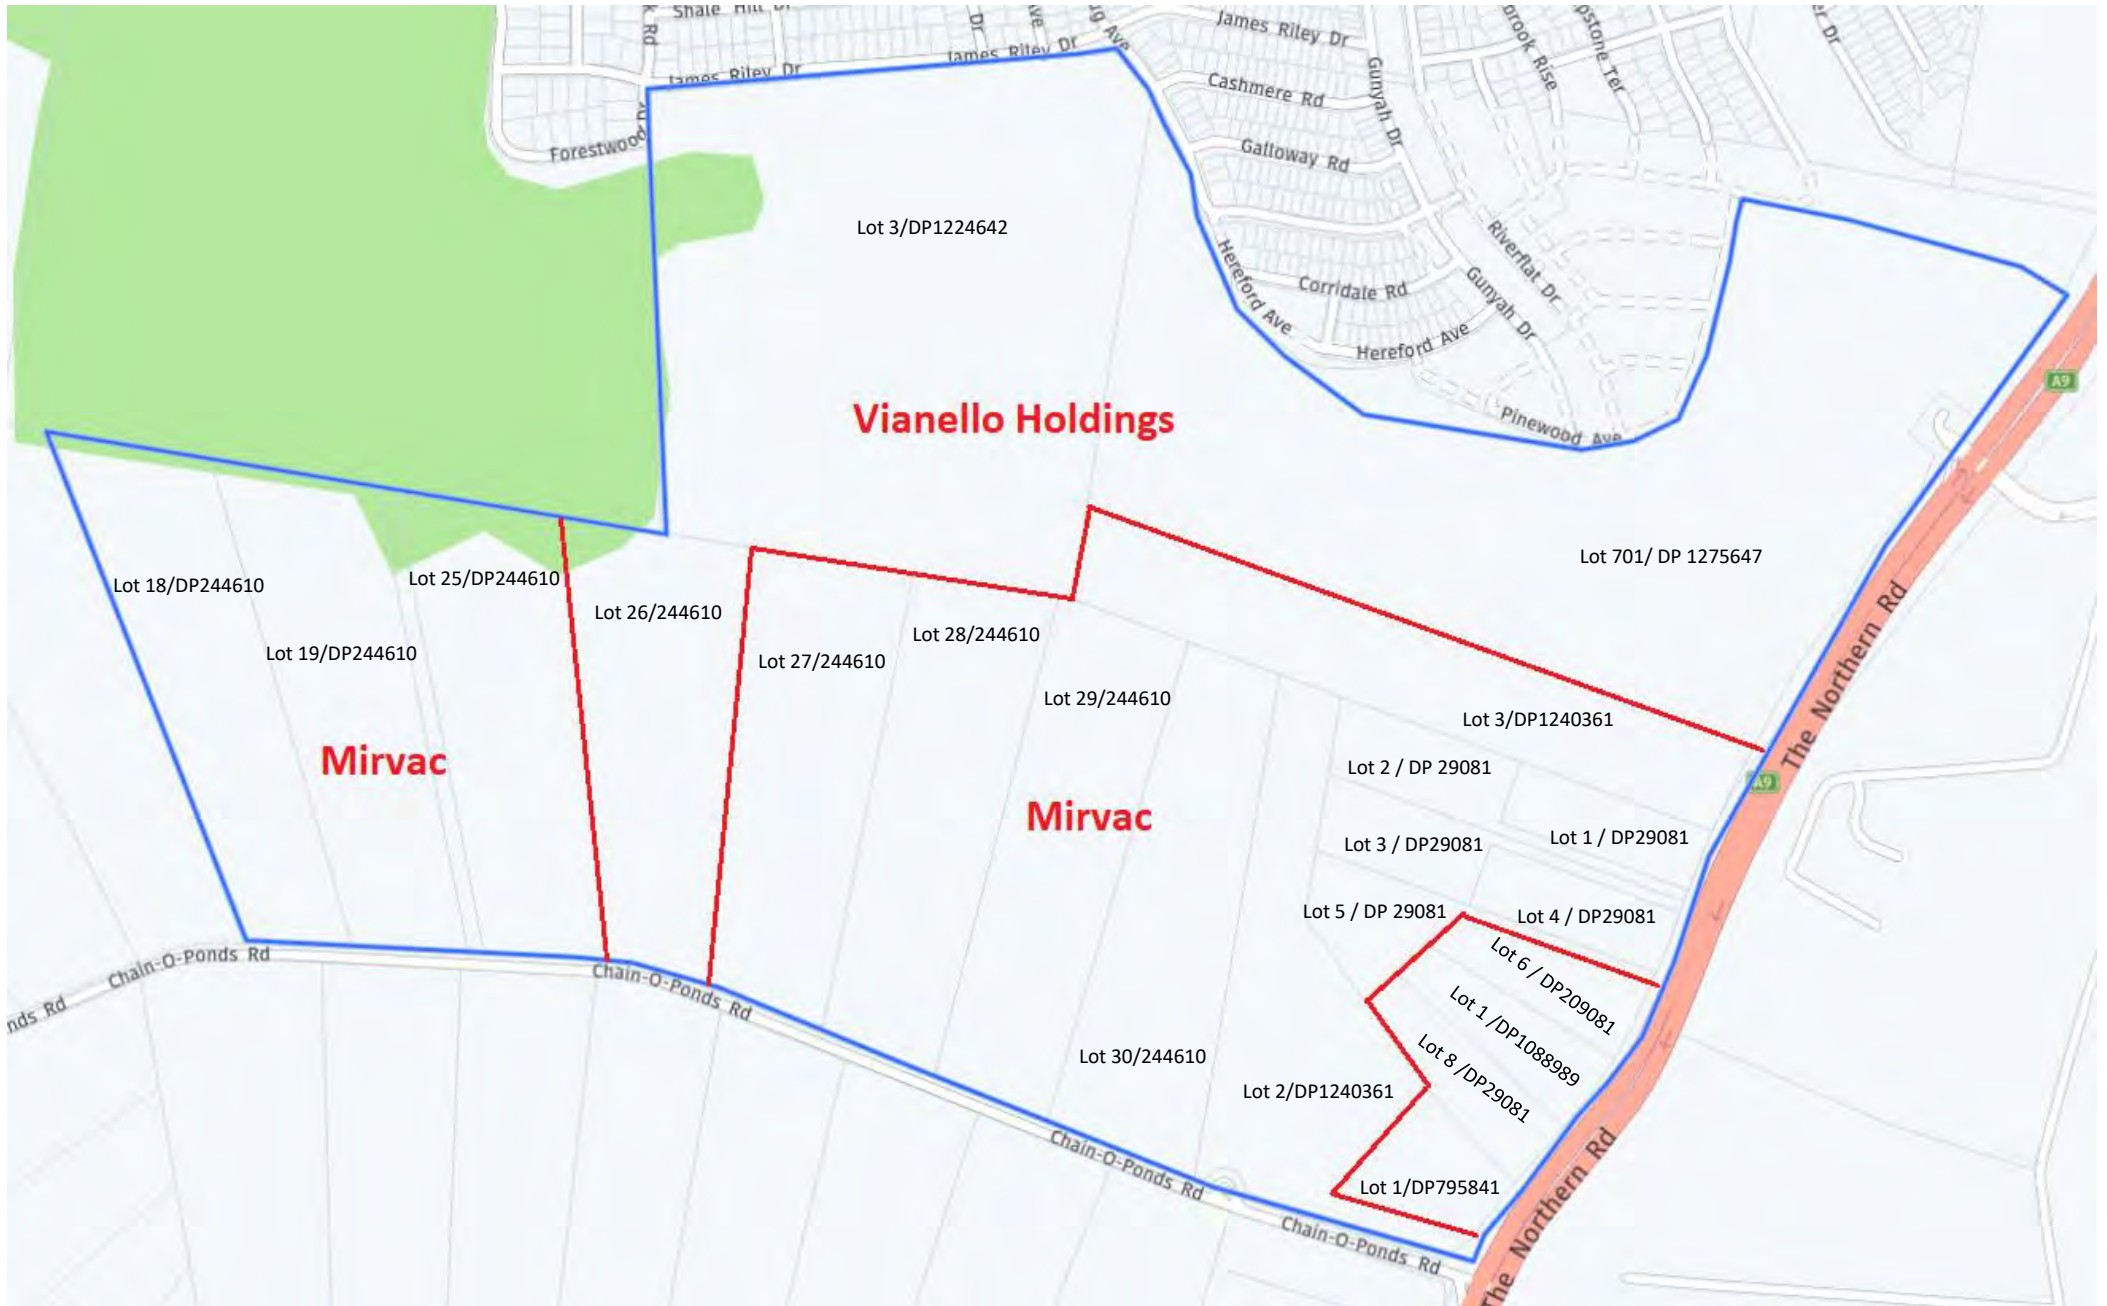 Shale Hill Dr
James Riley Dr
James Riley Dr
James Riley Dr
Forestwood Dr
Cashmere Rd
Gunyah Dr
Galloway Rd
Lot 3/DP1224642
Hereford Ave
Corridale Rd
Riverflat Dr
Gunyah Dr
Hereford Ave
Pinewood Ave
A9
Vianello Holdings
Lot 701/ DP 1275647
Lot 18/DP244610
Lot 25/DP244610
Lot 26/244610
Lot 28/244610
Lot 19/DP244610
Lot 27/244610
Lot 29/244610
The Northern Rd
Lot 3/DP1240361
Mirvac
Lot 2 / DP 29081
A9
Mirvac
Lot 1 / DP29081
Lot 3 / DP29081
Lot 5 / DP 29081
Lot 4 / DP29081
Lot 6 / DP209081
Chain-O-Ponds Rd
Chain-O-Ponds Rd
nds Rd
Lot 1 /DP1088989
Lot 8 /DP29081
Lot 30/244610
Lot 2/DP1240361
Chain-O-Ponds Rd
Lot 1/DP795841
The Northern Rd
Chain-O-Ponds Rd